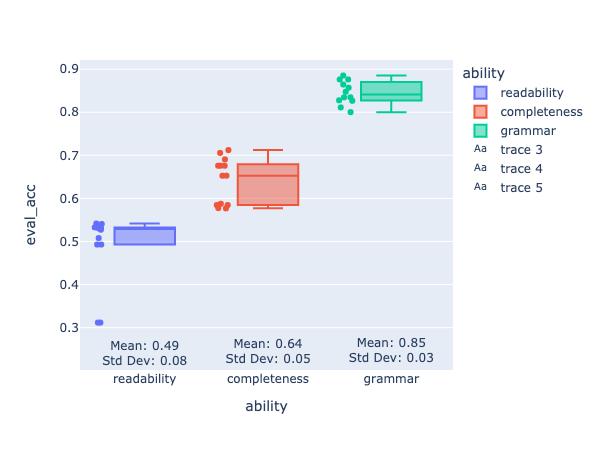 ability
readability
completeness
grammar
Aa trace 3
Aa trace 4
Aa trace 5
0.9
0.8
0.7
0.6
0.5
0.4
0.3
eval_acc
Mean: 0.49
Std Dev: 0.08
Mean: 0.64
Std Dev: 0.05
Mean: 0.85
Std Dev: 0.03
readability
completeness
grammar
ability